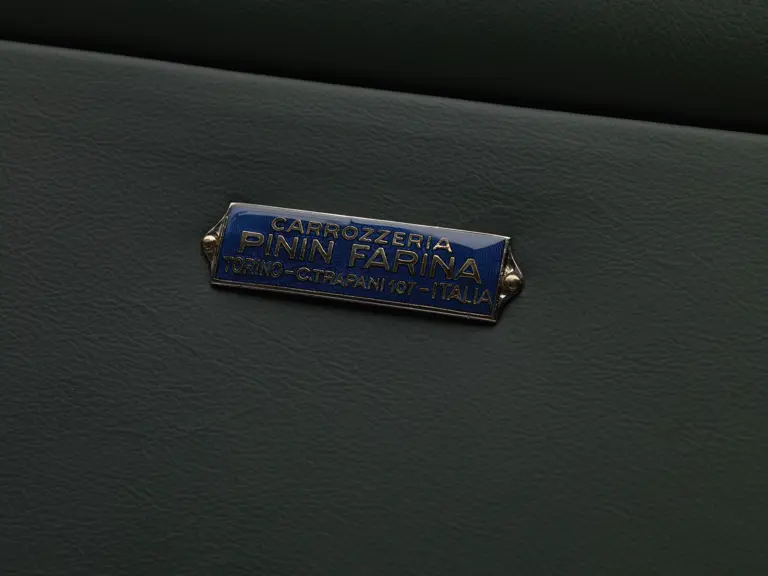 CARROZZERIA
PININ FARINA
TORINO-C.TRAPANI 107-ITALIA